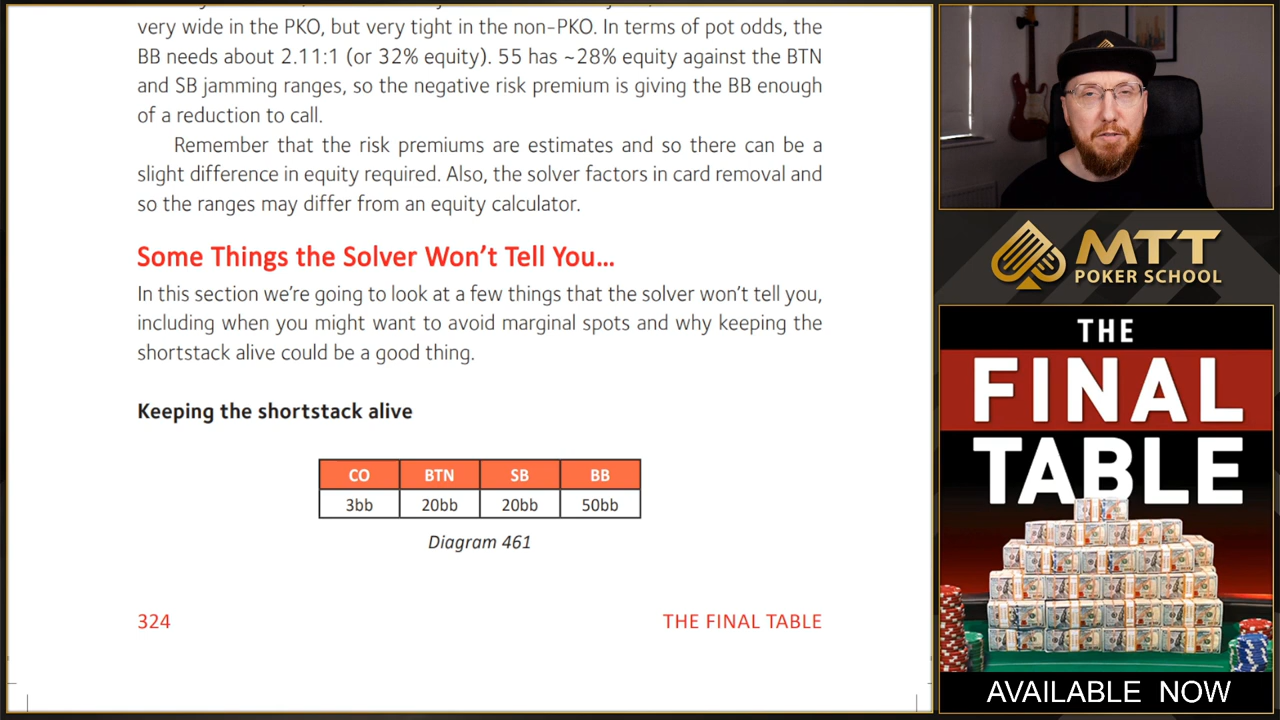 very wide in the PKO, but very tight in the non-PKO. In terms of pot odds, the
BB needs about 2.11:1 (or 32% equity). 55 has ~28% equity against the BTN
and SB jamming ranges, so the negative risk premium is giving the BB enough
of a reduction to call.
Remember that the risk premiums are estimates and so there can be a
slight difference in equity required. Also, the solver factors in card removal and
so the ranges may differ from an equity calculator.
Some Things the Solver Won't Tell You...
In this section we're going to look at a few things that the solver won't tell you,
including when you might want to avoid marginal spots and why keeping the
shortstack alive could be a good thing.
Keeping the shortstack alive
CO BTN SB BB
3bb 20bb 20bb 50bb
Diagram 461
324 THE FINAL TABLE
MTT
POKER SCHOOL
THE
FINAL
TABLE
AVAILABLE NOW